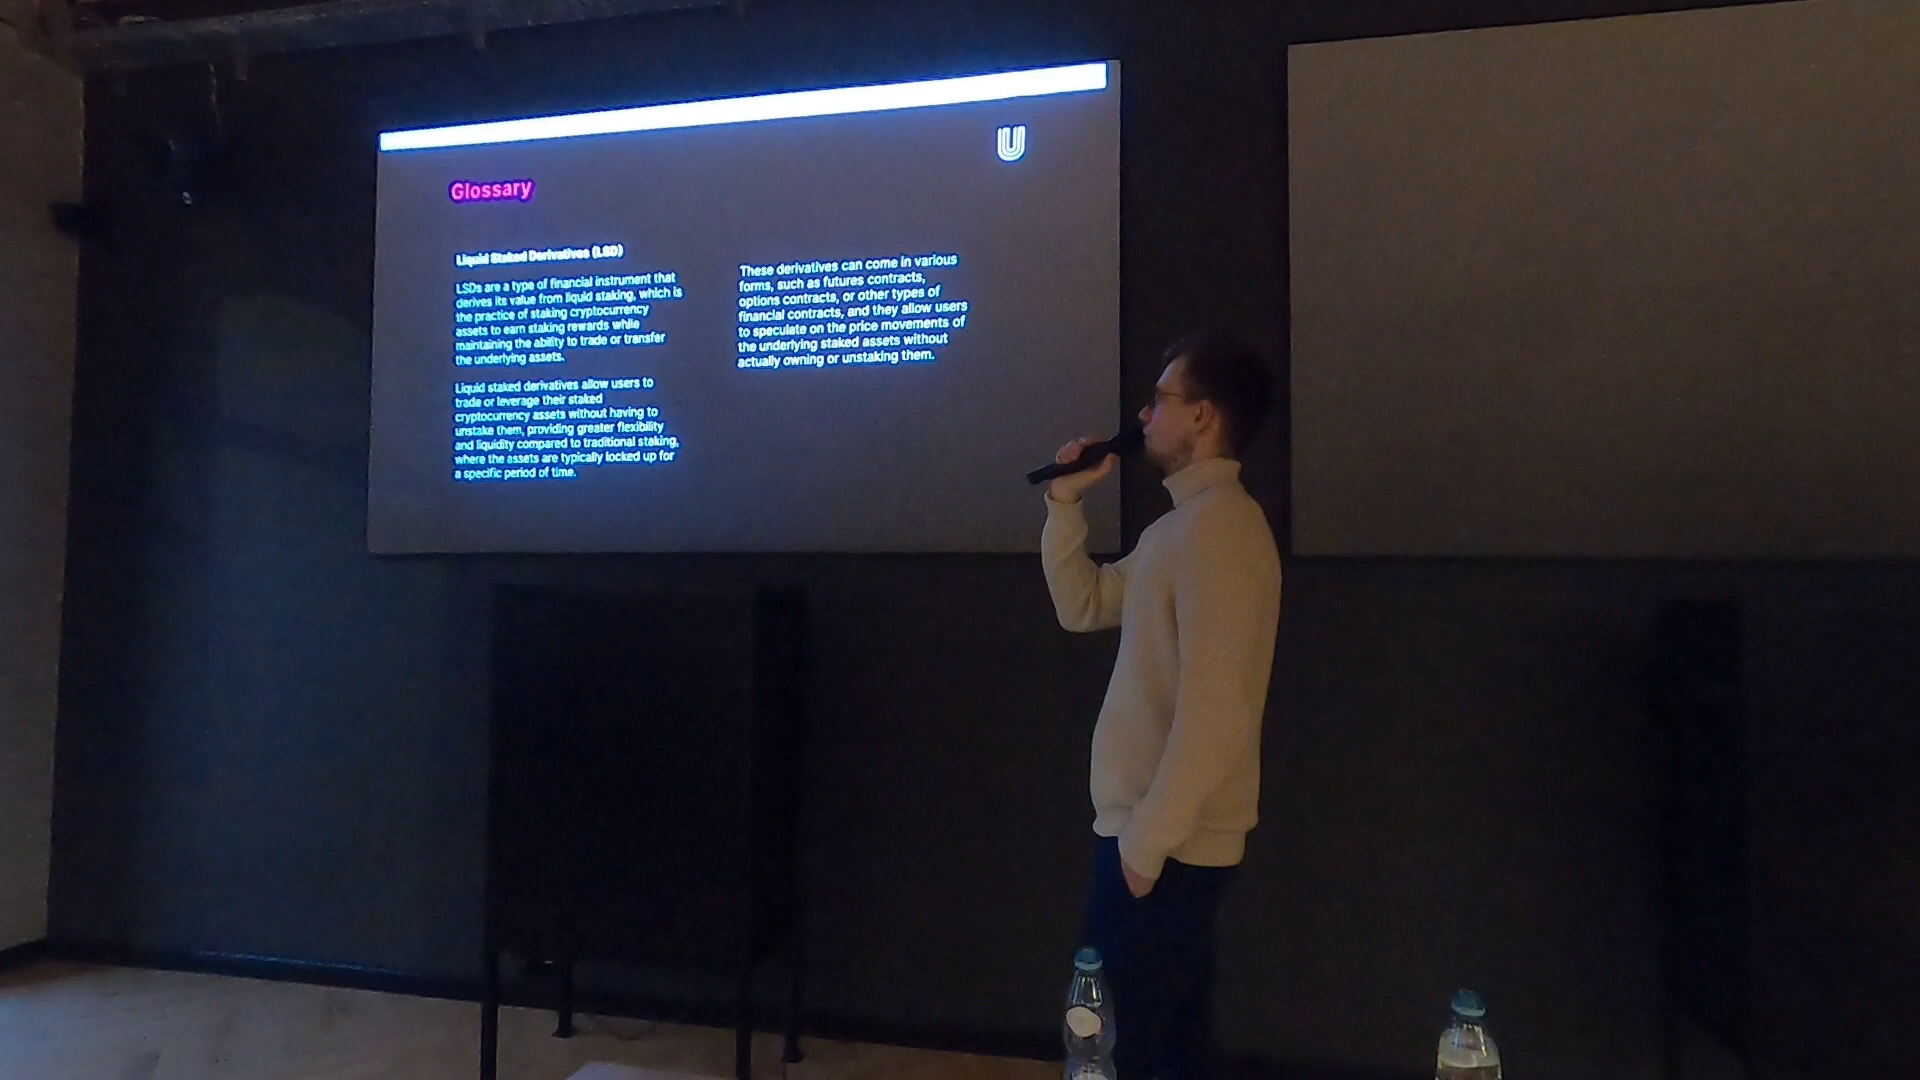 U
Glossary
Liquid Staked Derivatives (LSD)
LSDs are a type of financial instrument that
derives its value from liquid staking, which is
the practice of staking cryptocurrency
assets to earn staking rewards while
maintaining the ability to trade or transfer
the underlying assets.
Liquid staked derivatives allow users to
trade or leverage their staked
cryptocurrency assets without having to
unstake them, providing greater flexibility
and liquidity compared to traditional staking,
where the assets are typically locked up for
a specific period of time.
These derivatives can come in various
forms, such as futures contracts,
options contracts, or other types of
financial contracts, and they allow users
to speculate on the price movements of
the underlying staked assets without
actually owning or unstaking them.